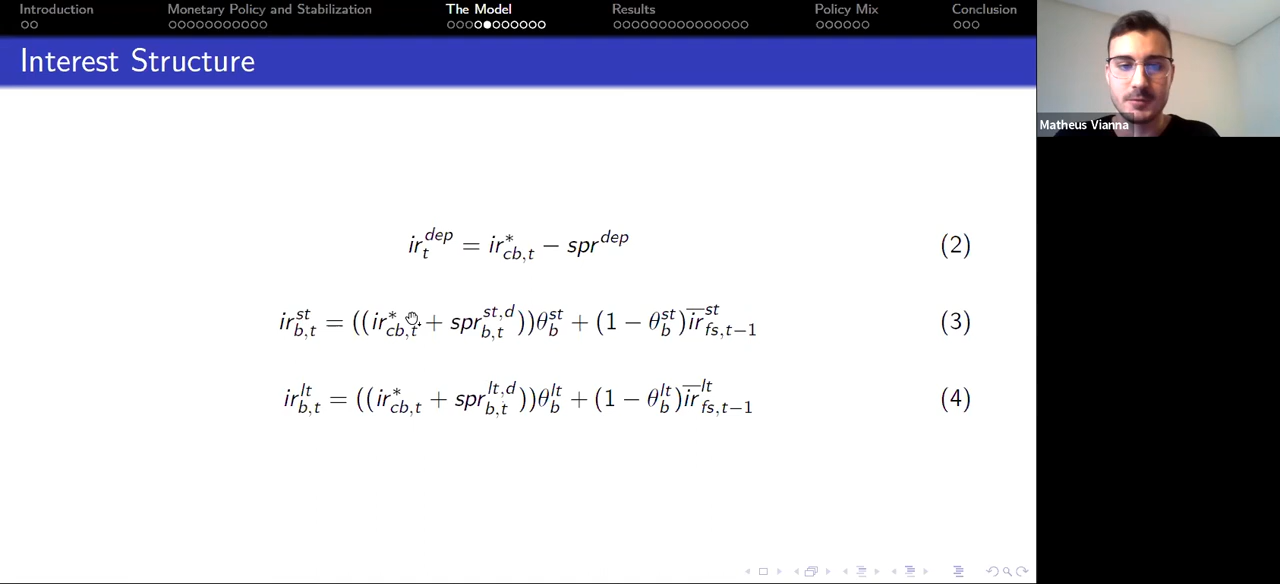 Introduction Monetary Policy and Stabilization The Model Results Policy Mix Conclusion
Interest Structure
ir_t^{dep} = ir_{cb,t}^* − spr^{dep} (2)
ir_{b,t}^{st} = ((ir_{cb,t}^* + spr_{b,t}^{st,d}))θ_b^{st} + (1 − θ_b^{st})\overline{ir}_{fs,t−1}^{st} (3)
ir_{b,t}^{lt} = ((ir_{cb,t}^* + spr_{b,t}^{lt,d}))θ_b^{lt} + (1 − θ_b^{lt})\overline{ir}_{fs,t−1}^{lt} (4)
Matheus Vianna